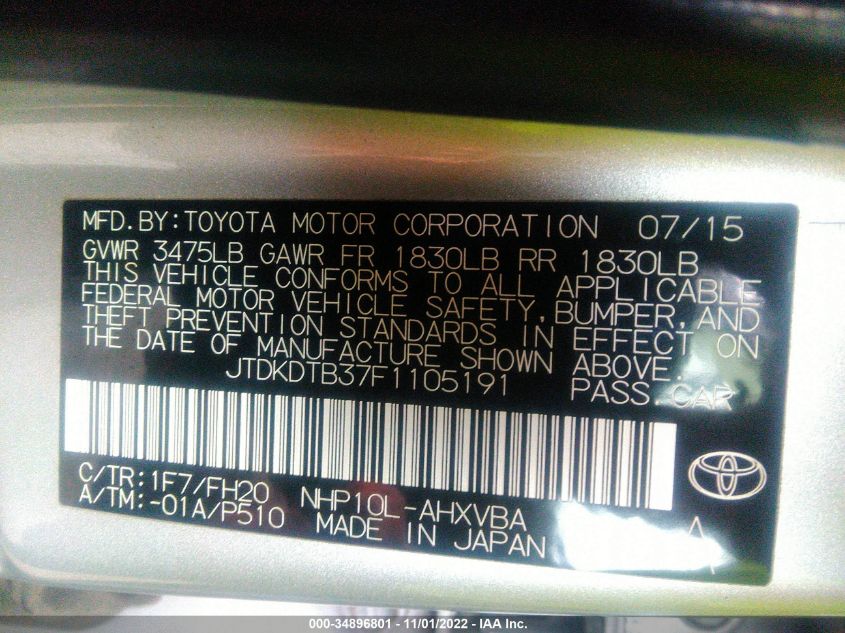 MFD.BY:TOYOTA MOTOR CORPORATION 07/15
GVWR 3475LB GAWR FR 1830LB RR 1830LB
THIS VEHICLE CONFORMS TO ALL APPLICABLE
FEDERAL MOTOR VEHICLE SAFETY,BUMPER,AND
THEFT PREVENTION STANDARDS IN EFFECT ON
THE DATE OF MANUFACTURE SHOWN ABOVE.
JTDKDTB37F1105191 PASS.CAR
C/TR:1F7/FH20 NHP10L-AHXVBA
A/TM:-01A/P510 MADE IN JAPAN
000-34896801 - 11/01/2022 - IAA Inc.